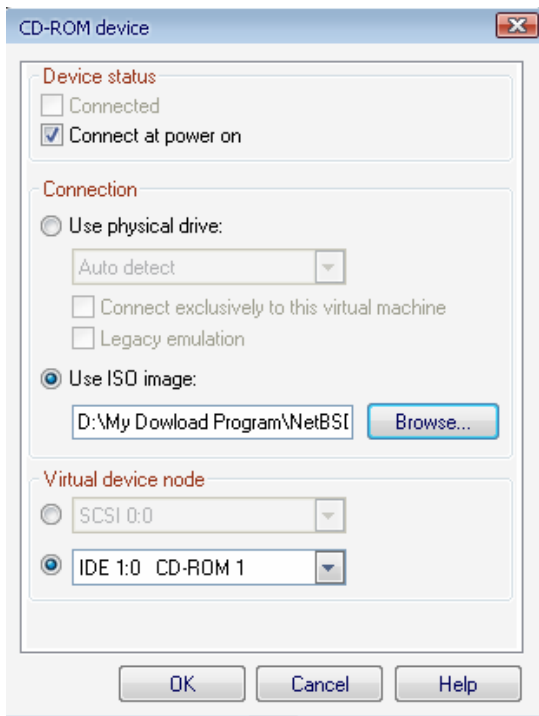 CD-ROM device
Device status
Connected
Connect at power on
Connection
Use physical drive:
Auto detect
Connect exclusively to this virtual machine
Legacy emulation
Use ISO image:
D:\My Dowload Program\NetBS
Browse...
Virtual device node
SCSI 0:0
IDE 1:0 CD-ROM 1
OK Cancel Help